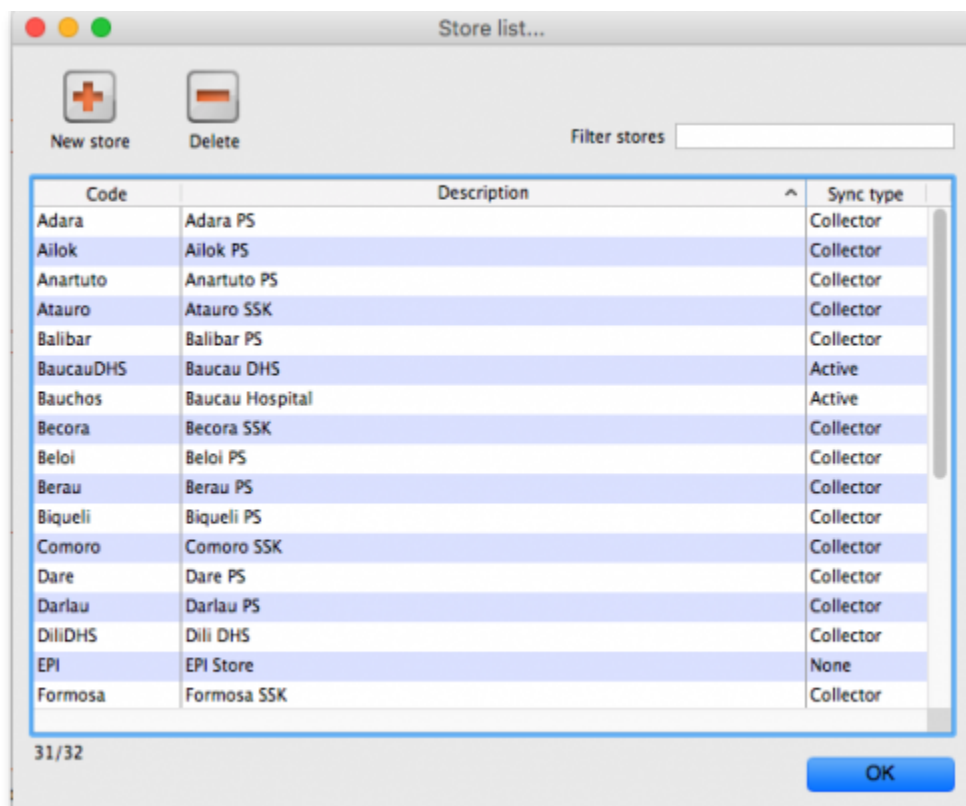 Store list...
New store Delete Filter stores
Code Description Sync type
Adara Adara PS Collector
Ailok Ailok PS Collector
Anartuto Anartuto PS Collector
Atauro Atauro SSK Collector
Balibar Balibar PS Collector
BaucauDHS Baucau DHS Active
Bauchos Baucau Hospital Active
Becora Becora SSK Collector
Beloi Beloi PS Collector
Berau Berau PS Collector
Biqueli Biqueli PS Collector
Comoro Comoro SSK Collector
Dare Dare PS Collector
Darlau Darlau PS Collector
DiliDHS Dili DHS Collector
EPI EPI Store None
Formosa Formosa SSK Collector
31/32
OK